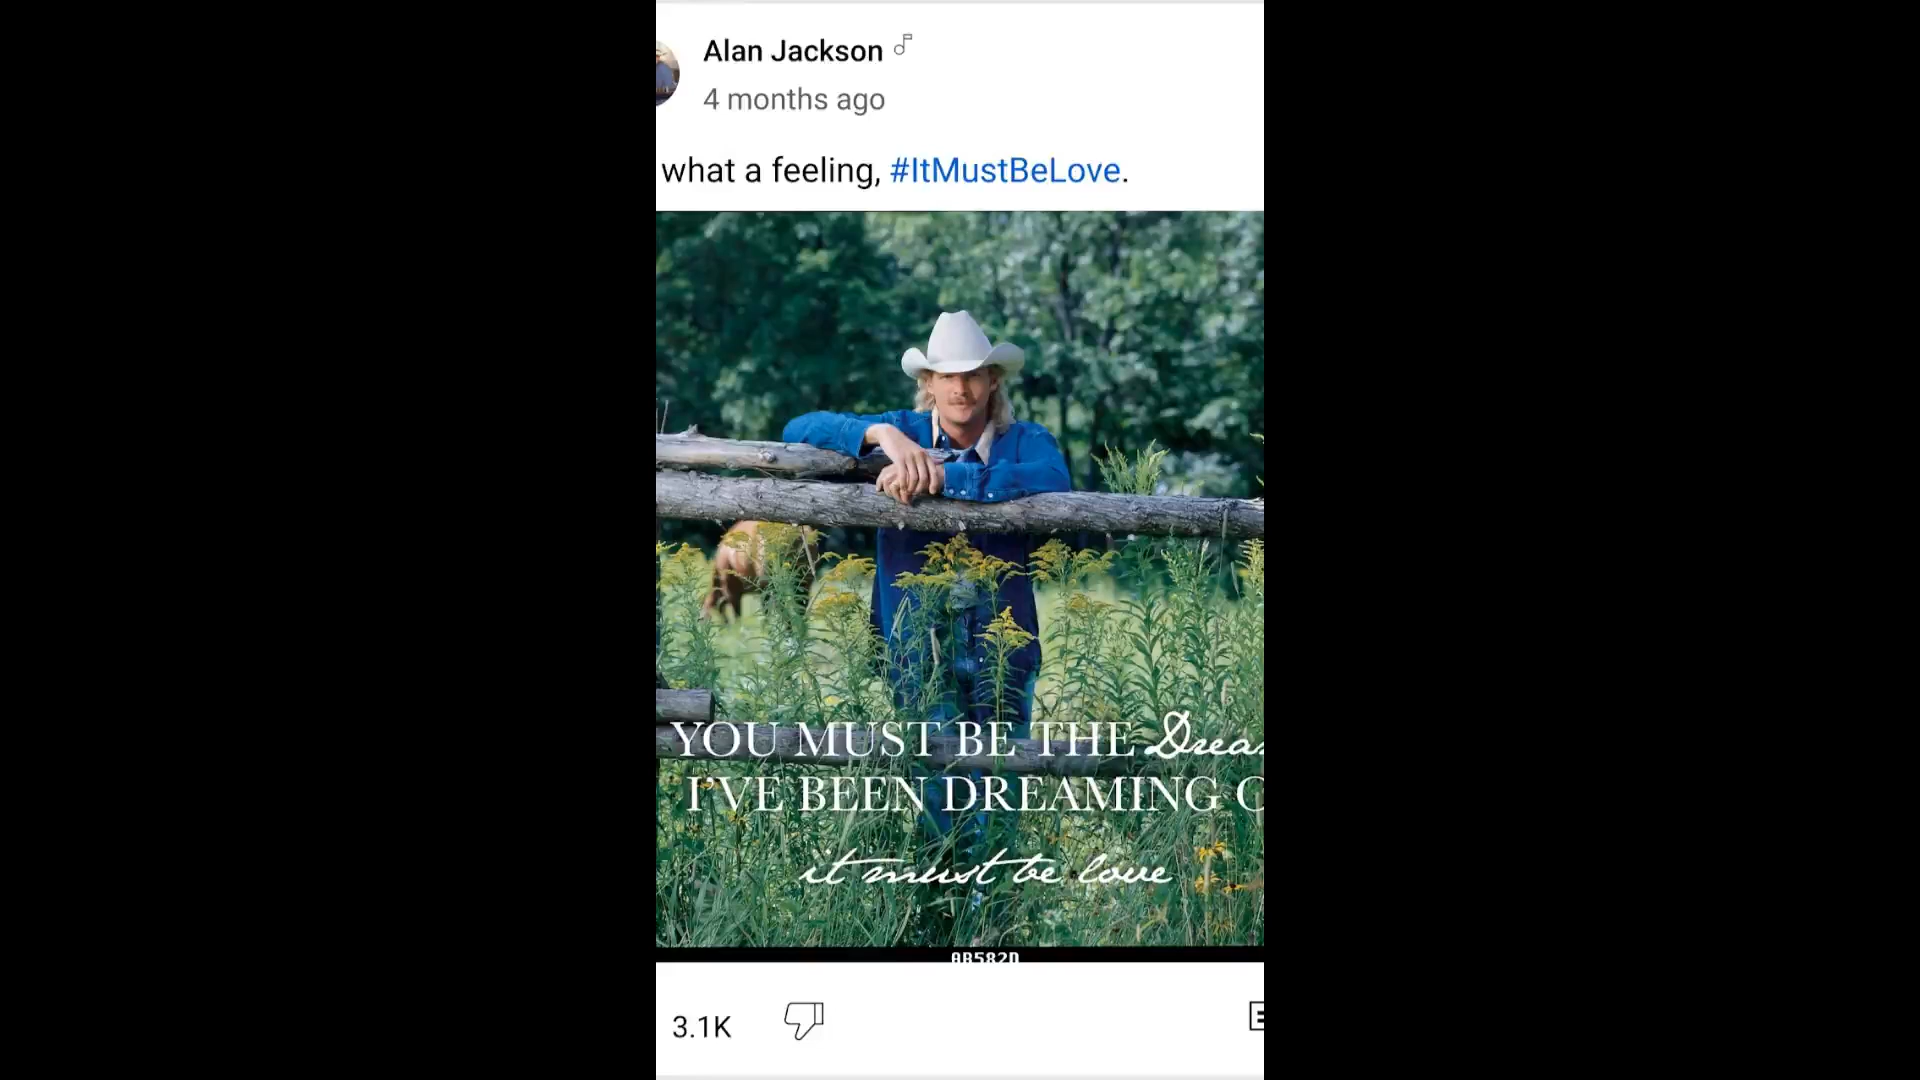 Alan Jackson
4 months ago
what a feeling, #ItMustBeLove.
YOU MUST BE THE
I'VE BEEN DREAMING
it must be love
3.1K